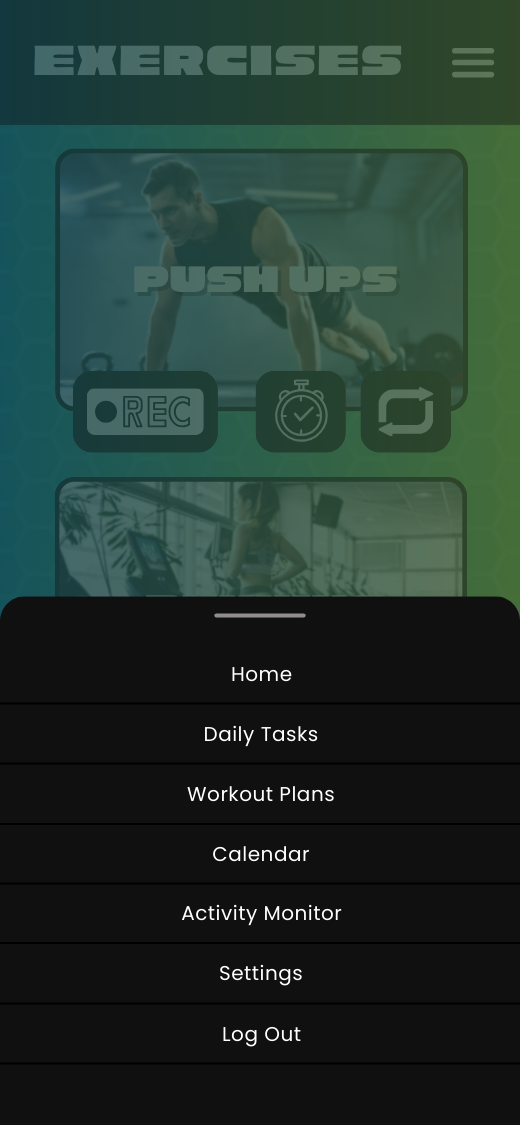 EXERCISES
PUSH UPS
REC
Home
Daily Tasks
Workout Plans
Calendar
Activity Monitor
Settings
Log Out